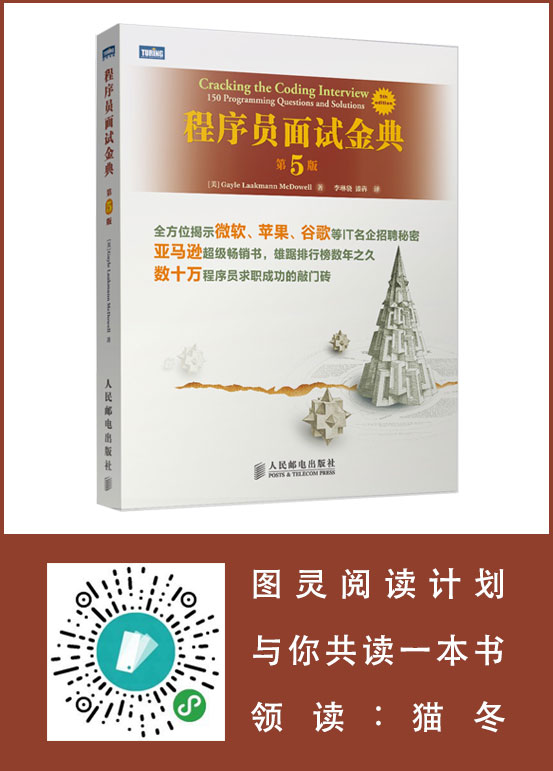 TURING
程序员面试金典 第5版
[美] Gayle Laakmann McDowell 著
人民邮电出版社
Cracking the Coding Interview
150 Programming Questions and Solutions
5th edition
程序员面试金典
第5版
[美] Gayle Laakmann McDowell 著 李琳骁 漆犇 译
全方位揭示微软、苹果、谷歌等IT名企招聘秘密
亚马逊超级畅销书，雄踞排行榜数年之久
数十万程序员求职成功的敲门砖
人民邮电出版社
POSTS & TELECOM PRESS
图灵阅读计划
与你共读一本书
领读：猫冬